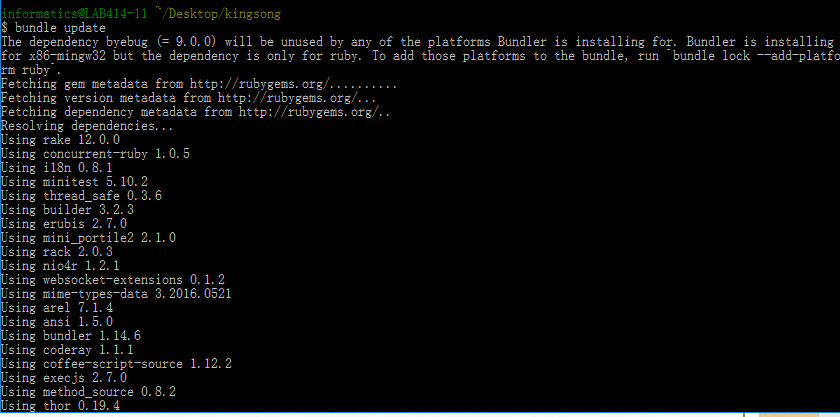 informatics@LAB414-11 ~/Desktop/kingsong
$ bundle update
The dependency byebug (= 9.0.0) will be unused by any of the platforms Bundler is installing for. Bundler is installing
for x86-mingw32 but the dependency is only for ruby. To add those platforms to the bundle, run `bundle lock --add-platfo
rm ruby`.
Fetching gem metadata from http://rubygems.org/..........
Fetching version metadata from http://rubygems.org/...
Fetching dependency metadata from http://rubygems.org/..
Resolving dependencies...
Using rake 12.0.0
Using concurrent-ruby 1.0.5
Using i18n 0.8.1
Using minitest 5.10.2
Using thread_safe 0.3.6
Using builder 3.2.3
Using erubis 2.7.0
Using mini_portile2 2.1.0
Using rack 2.0.3
Using nio4r 1.2.1
Using websocket-extensions 0.1.2
Using mime-types-data 3.2016.0521
Using arel 7.1.4
Using ansi 1.5.0
Using bundler 1.14.6
Using coderay 1.1.1
Using coffee-script-source 1.12.2
Using execjs 2.7.0
Using method_source 0.8.2
Using thor 0.19.4